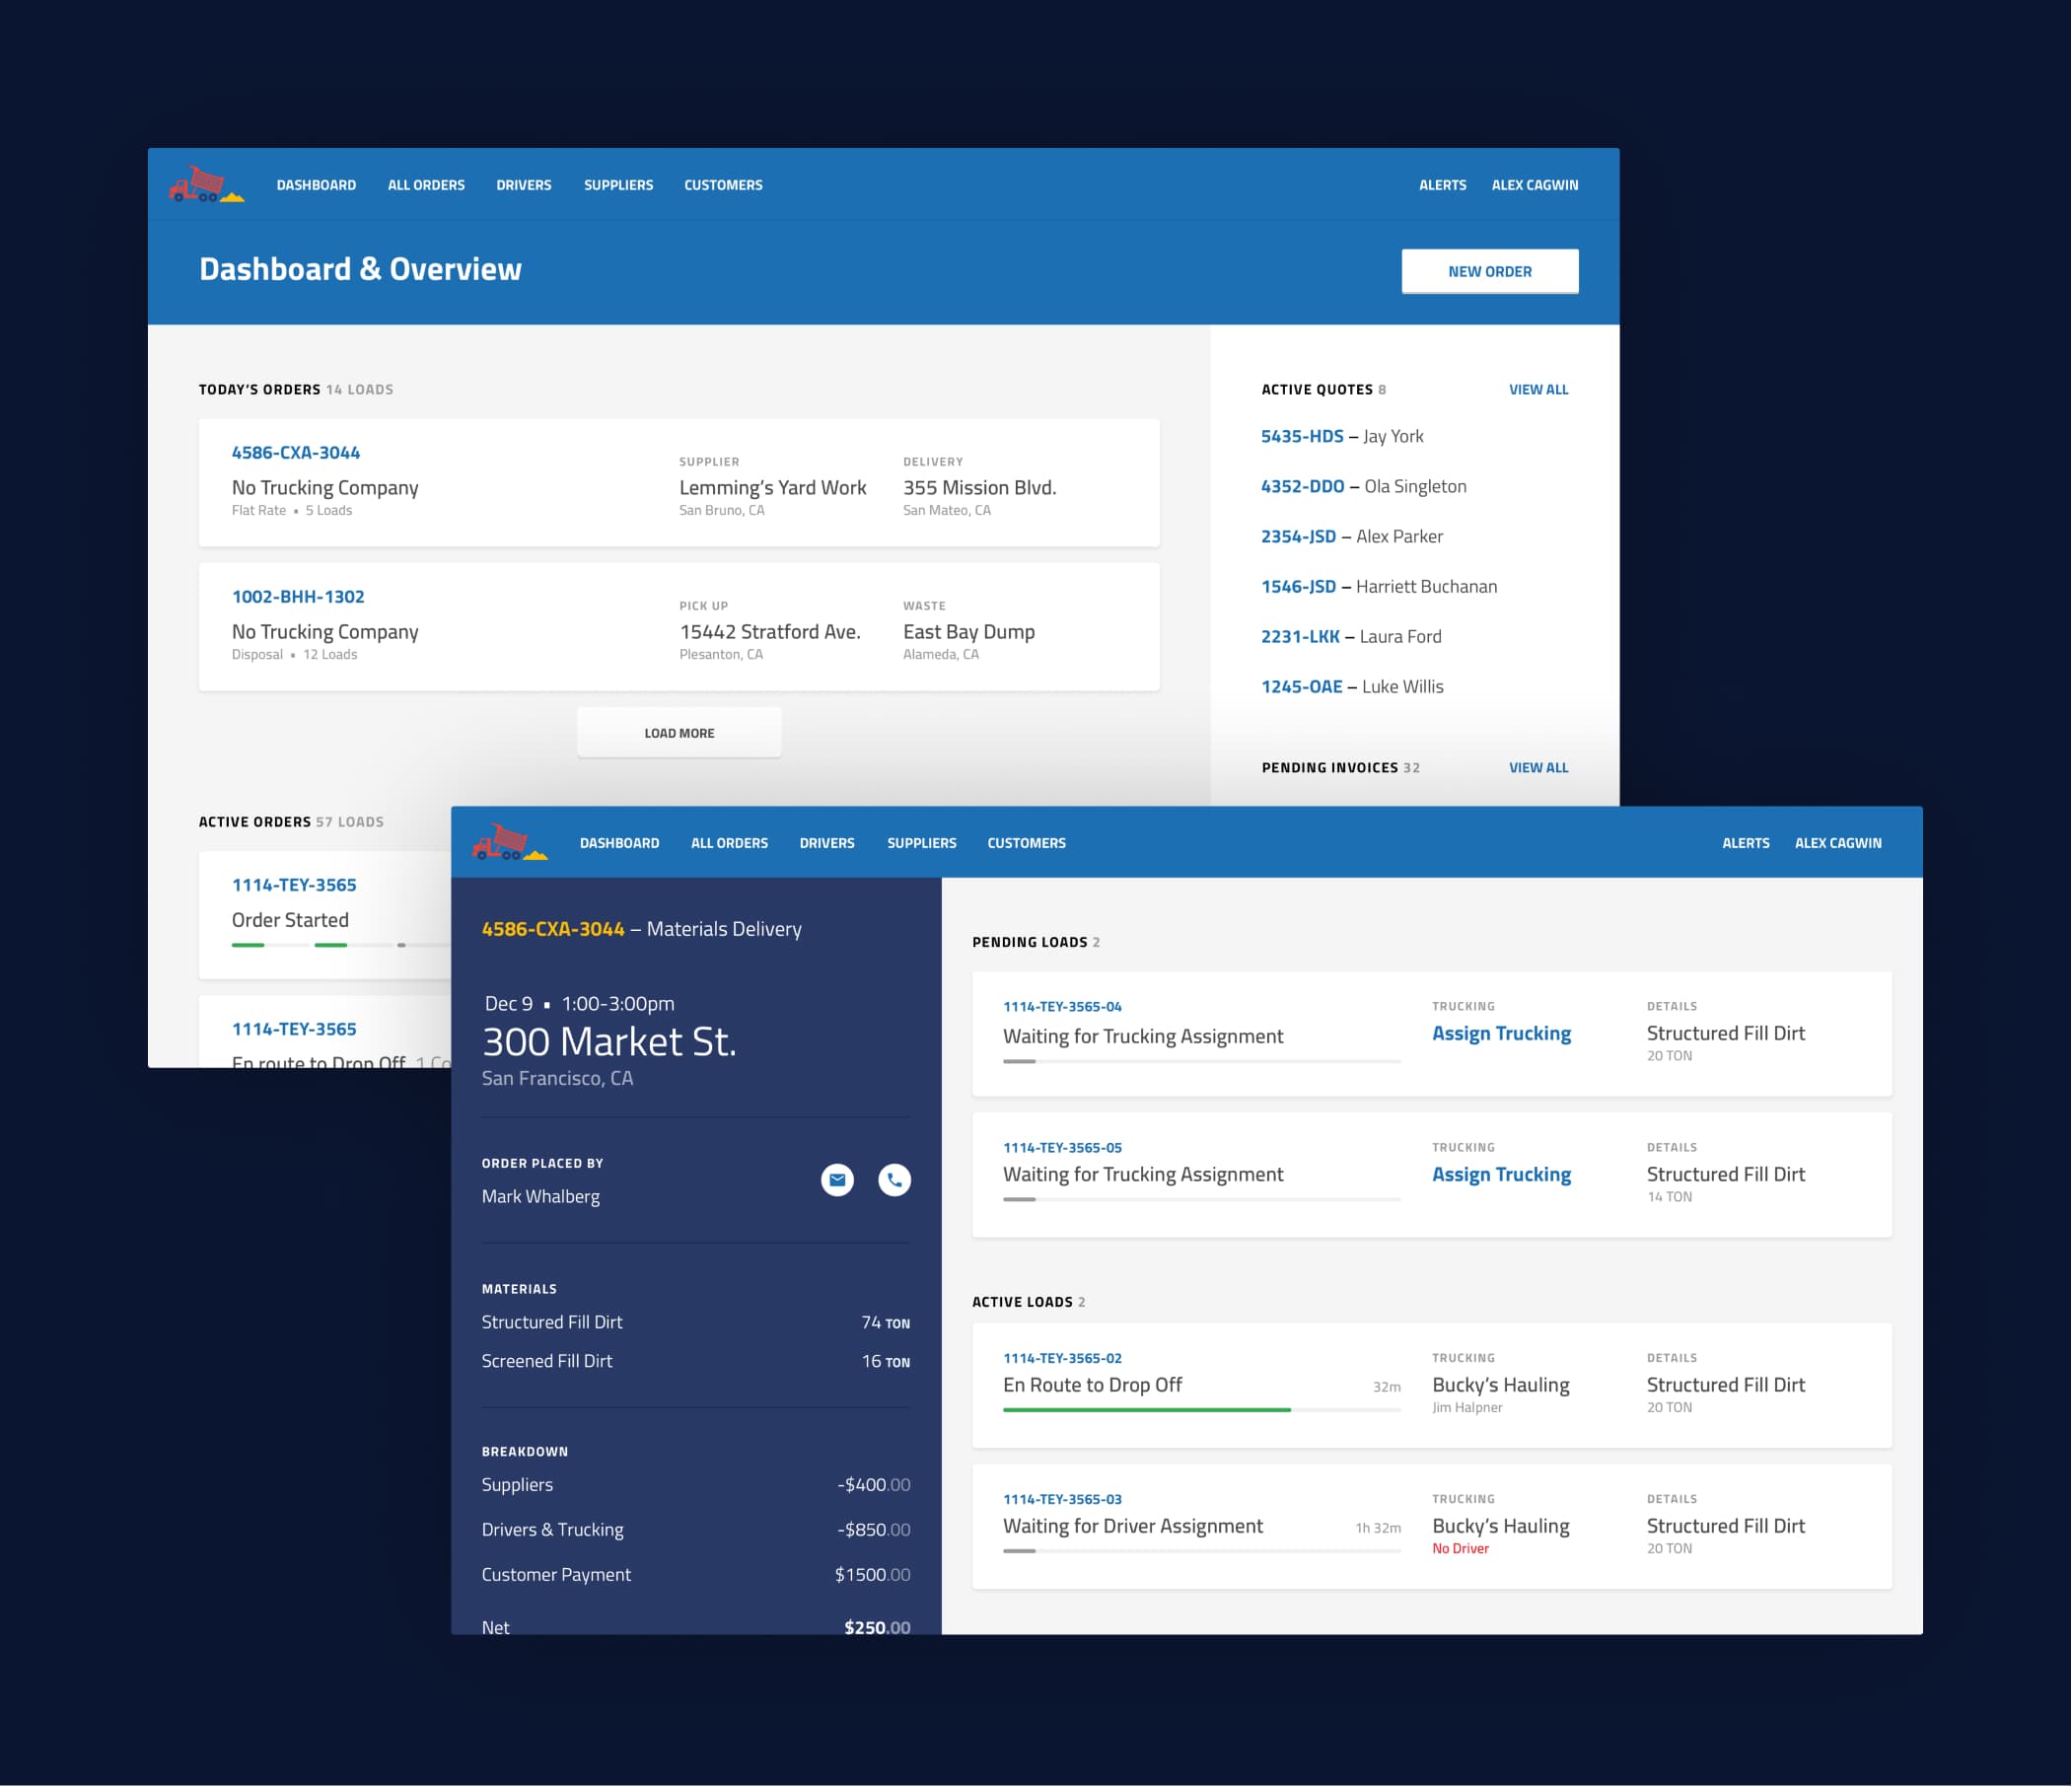 DASHBOARD ALL ORDERS DRIVERS SUPPLIERS CUSTOMERS ALERTS ALEX CAGWIN
Dashboard & Overview
NEW ORDER
TODAY’S ORDERS 14 LOADS
4586-CXA-3044
No Trucking Company
Flat Rate ▪ 5 Loads
SUPPLIER
Lemming’s Yard Work
San Bruno, CA
DELIVERY
355 Mission Blvd.
San Mateo, CA
1002-BHH-1302
No Trucking Company
Disposal ▪ 12 Loads
PICK UP
15442 Stratford Ave.
Plesanton, CA
WASTE
East Bay Dump
Alameda, CA
LOAD MORE
ACTIVE ORDERS 57 LOADS
1114-TEY-3565
Order Started
1114-TEY-3565
En route to Drop Off 1 Co
ACTIVE QUOTES 8 VIEW ALL
5435-HDS – Jay York
4352-DDO – Ola Singleton
2354-JSD – Alex Parker
1546-JSD – Harriett Buchanan
2231-LKK – Laura Ford
1245-OAE – Luke Willis
PENDING INVOICES 32 VIEW ALL
DASHBOARD ALL ORDERS DRIVERS SUPPLIERS CUSTOMERS ALERTS ALEX CAGWIN
4586-CXA-3044 – Materials Delivery
Dec 9 ▪ 1:00-3:00pm
300 Market St.
San Francisco, CA
ORDER PLACED BY
Mark Whalberg
MATERIALS
Structured Fill Dirt 74 TON
Screened Fill Dirt 16 TON
BREAKDOWN
Suppliers -$400.00
Drivers & Trucking -$850.00
Customer Payment $1500.00
Net $250.00
PENDING LOADS 2
1114-TEY-3565-04
Waiting for Trucking Assignment
TRUCKING
Assign Trucking
DETAILS
Structured Fill Dirt
20 TON
1114-TEY-3565-05
Waiting for Trucking Assignment
TRUCKING
Assign Trucking
DETAILS
Structured Fill Dirt
14 TON
ACTIVE LOADS 2
1114-TEY-3565-02
En Route to Drop Off 32m
TRUCKING
Bucky’s Hauling
Jim Halpner
DETAILS
Structured Fill Dirt
20 TON
1114-TEY-3565-03
Waiting for Driver Assignment 1h 32m
TRUCKING
Bucky’s Hauling
No Driver
DETAILS
Structured Fill Dirt
20 TON